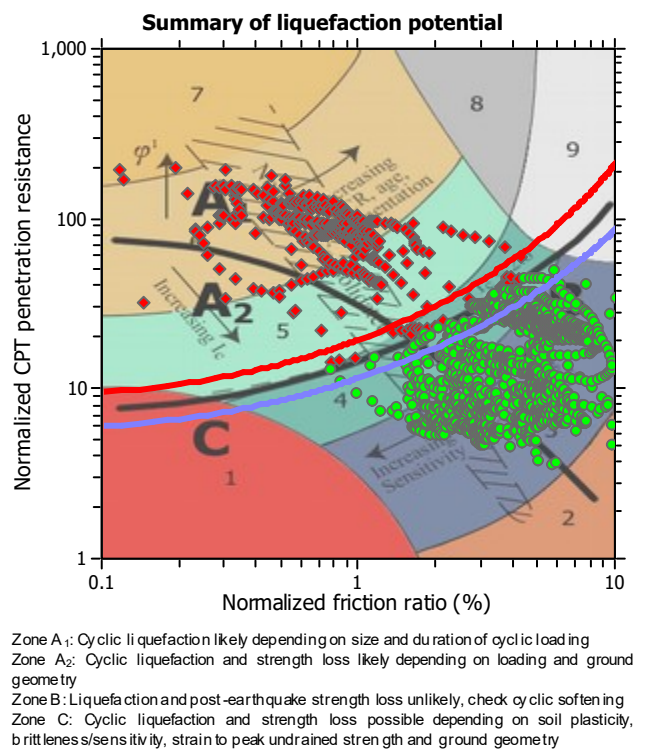 Summary of liquefaction potential
1,000
7
8
9
φ'
Increasing
R, age,
entation
100
A
A2
Increasing Ic
5
10
4
C
1
Increasing
Sensitivity
3
2
1
0.1
1
10
Normalized CPT penetration resistance
Normalized friction ratio (%)
Zone A1: Cyclic liquefaction likely depending on size and duration of cyclic loading
Zone A2: Cyclic liquefaction and strength loss likely depending on loading and ground
geometry
Zone B: Liquefaction and post-earthquake strength loss unlikely, check cyclic softening
Zone C: Cyclic liquefaction and strength loss possible depending on soil plasticity,
brittleness/sensitivity, strain to peak undrained strength and ground geometry